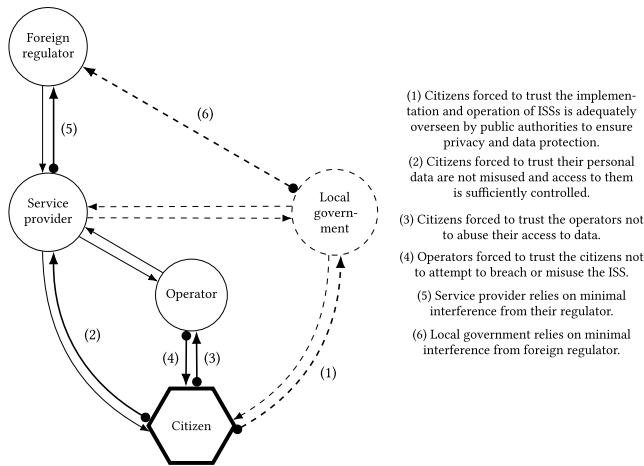 Foreign
regulator
(5)
(6)
Service
provider
Local
govern-
ment
Operator
(2)
(4)
(3)
(1)
Citizen
(1) Citizens forced to trust the implemen-
tation and operation of ISSs is adequately
overseen by public authorities to ensure
privacy and data protection.
(2) Citizens forced to trust their personal
data are not misused and access to them
is sufficiently controlled.
(3) Citizens forced to trust the operators not
to abuse their access to data.
(4) Operators forced to trust the citizens not
to attempt to breach or misuse the ISS.
(5) Service provider relies on minimal
interference from their regulator.
(6) Local government relies on minimal
interference from foreign regulator.